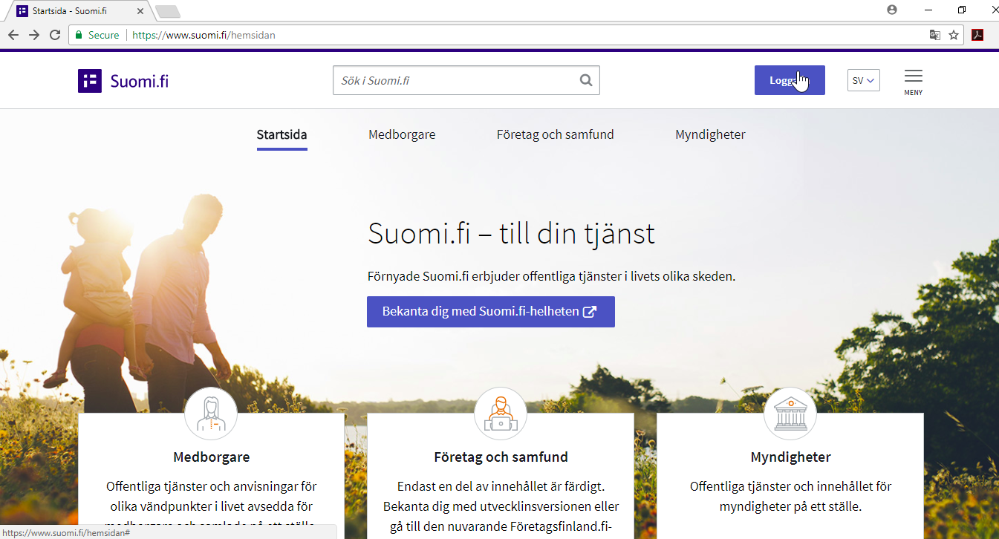 Startsida - Suomi.fi
Secure
https://www.suomi.fi/hemsidan
Suomi.fi
Sök i Suomi.fi
SV
MENY
Startsida
Medborgare
Företag och samfund
Myndigheter
Suomi.fi – till din tjänst
Förnyade Suomi.fi erbjuder offentliga tjänster i livets olika skeden.
Bekanta dig med Suomi.fi-helheten
Medborgare
Offentliga tjänster och anvisningar för
olika vändpunkter i livet avsedda för
Företag och samfund
Endast en del av innehållet är färdigt.
Bekanta dig med utvecklinsversionen eller
gå till den nuvarande Företagsfinland.fi-
Myndigheter
Offentliga tjänster och innehållet för
myndigheter på ett ställe.
https://www.suomi.fi/hemsidan#